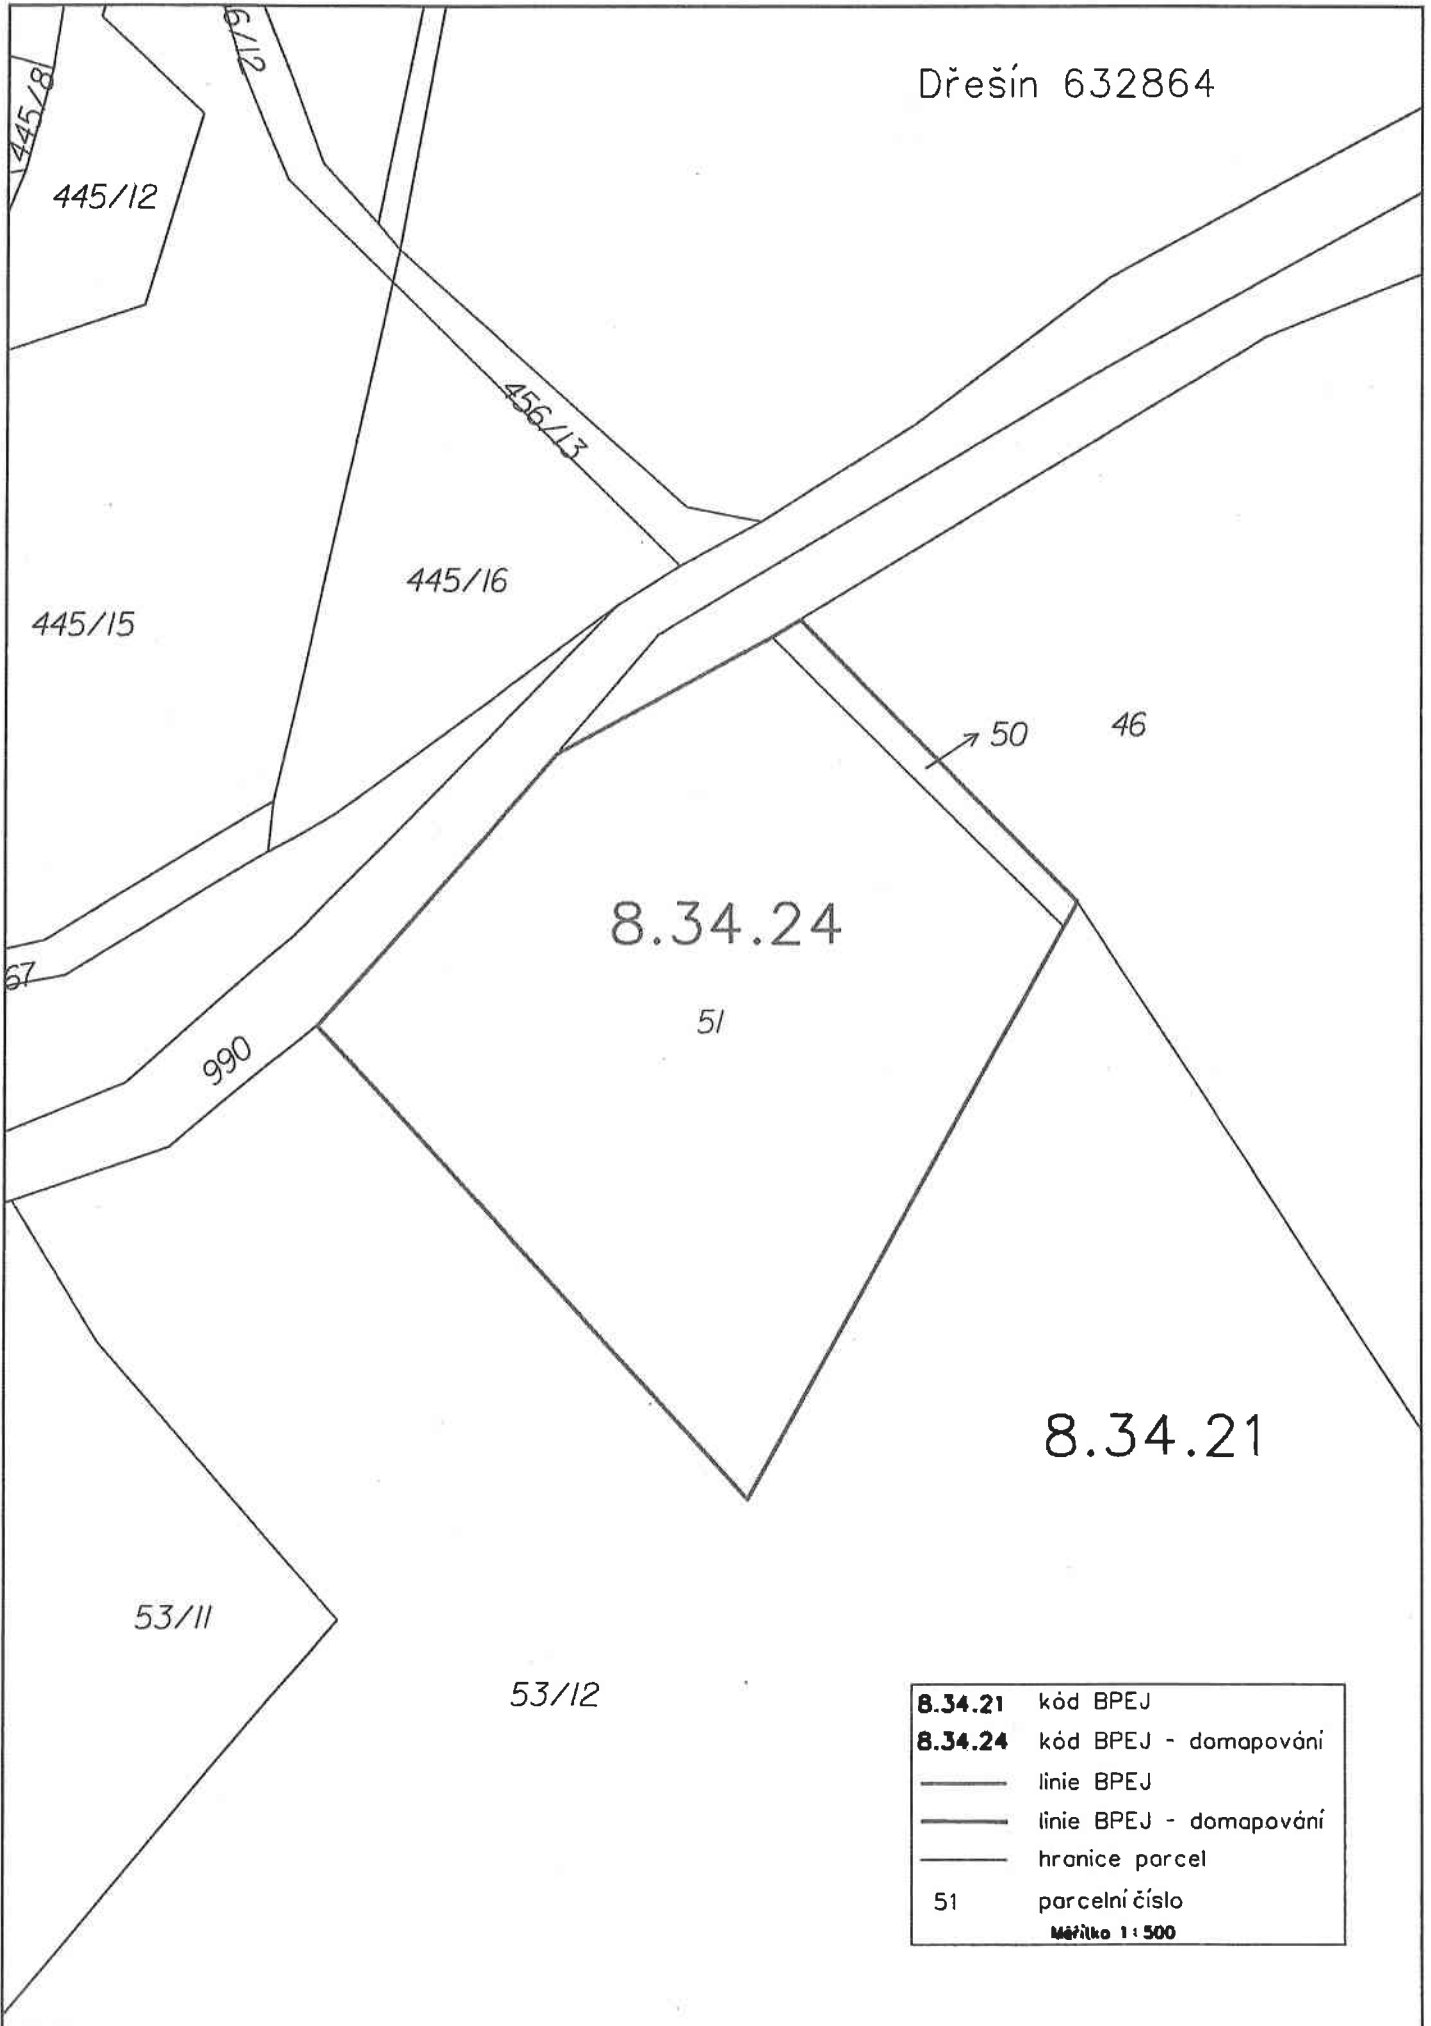 6/12
Dřešín 632864
445/8
445/12
456/13
445/16
445/15
50
46
8.34.24
67
51
990
8.34.21
53/11
53/12
8.34.21 kód BPEJ
8.34.24 kód BPEJ - domapování
linie BPEJ
linie BPEJ - domapování
hranice parcel
51 parcelní číslo
Měřítko 1:500